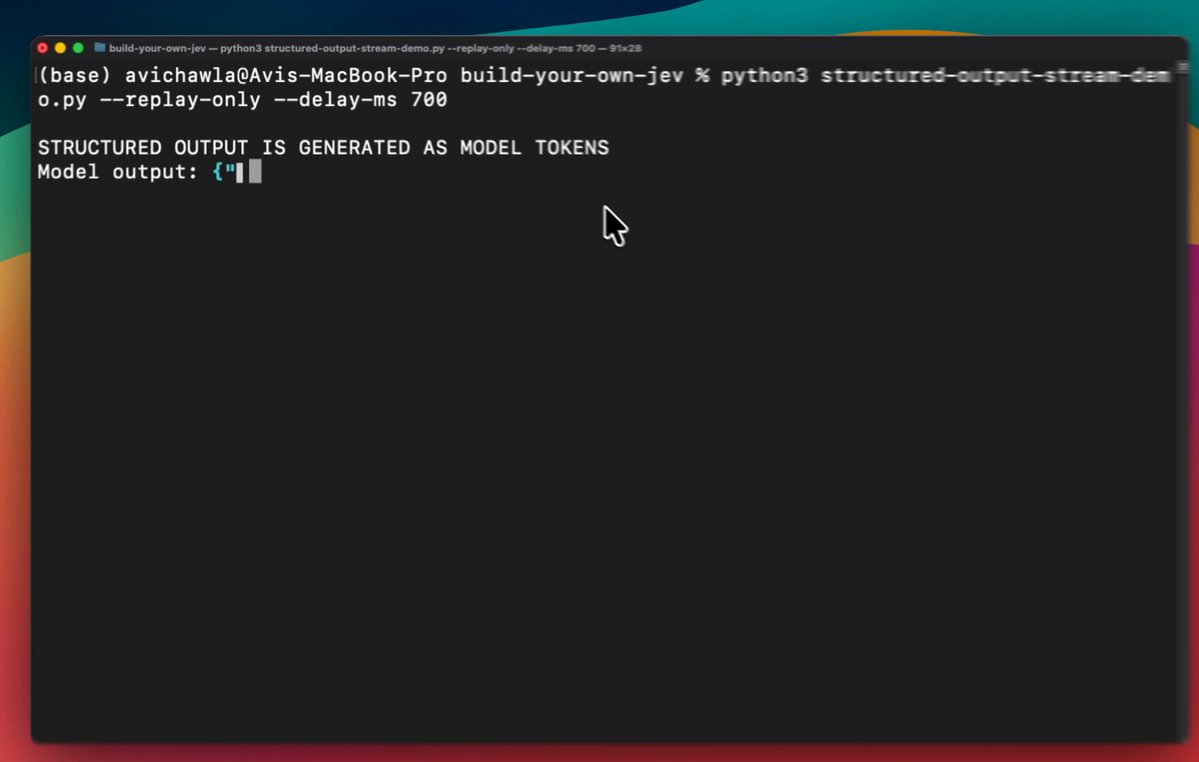 build-your-own-jev — python3 structured-output-stream-demo.py --replay-only --delay-ms 700 — 91×28
(base) avichawla@Avis-MacBook-Pro build-your-own-jev % python3 structured-output-stream-dem
o.py --replay-only --delay-ms 700
STRUCTURED OUTPUT IS GENERATED AS MODEL TOKENS
Model output: {"